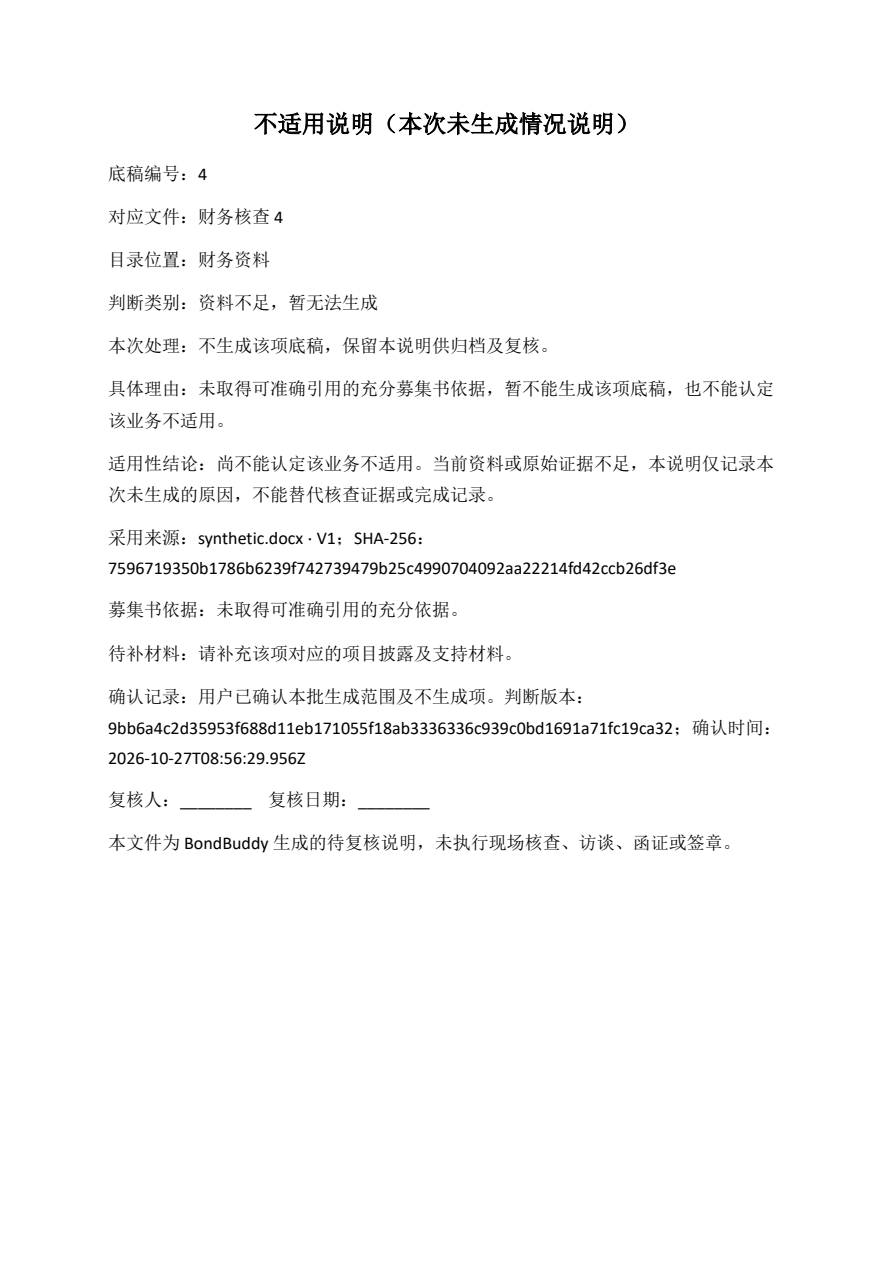 不适用说明（本次未生成情况说明）
底稿编号：4
对应文件：财务核查 4
目录位置：财务资料
判断类别：资料不足，暂无法生成
本次处理：不生成该项底稿，保留本说明供归档及复核。
具体理由：未取得可准确引用的充分募集书依据，暂不能生成该项底稿，也不能认定
该业务不适用。
适用性结论：尚不能认定该业务不适用。当前资料或原始证据不足，本说明仅记录本
次未生成的原因，不能替代核查证据或完成记录。
采用来源：synthetic.docx · V1；SHA-256：
7596719350b1786b6239f742739479b25c4990704092aa22214fd42ccb26df3e
募集书依据：未取得可准确引用的充分依据。
待补材料：请补充该项对应的项目披露及支持材料。
确认记录：用户已确认本批生成范围及不生成项。判断版本：
9bb6a4c2d35953f688d11eb171055f18ab3336336c939c0bd1691a71fc19ca32；确认时间：
2026-10-27T08:56:29.956Z
复核人：________ 复核日期：________
本文件为 BondBuddy 生成的待复核说明，未执行现场核查、访谈、函证或签章。